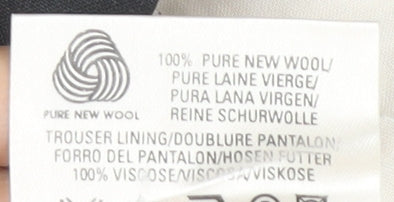 100% PURE NEW WOOL/
PURE LAINE VIERGE/
PURA LANA VIRGEN/
REINE SCHURWOLLE
PURE NEW WOOL
TROUSER LINING/DOUBLURE PANTALON/
FORRO DEL PANTALON/HOSEN FUTTER
100% VISCOSE/VISCOSA/VISKOSE